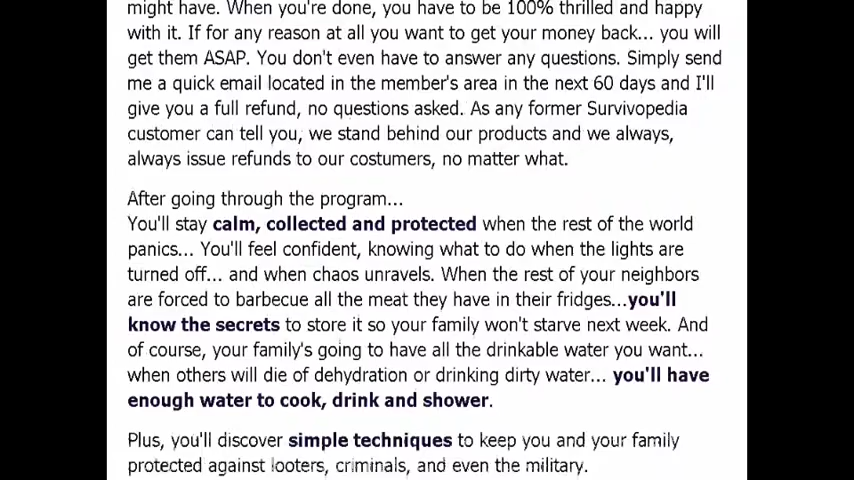 might have. When you're done, you have to be 100% thrilled and happy
with it. If for any reason at all you want to get your money back... you will
get them ASAP. You don't even have to answer any questions. Simply send
me a quick email located in the member's area in the next 60 days and I'll
give you a full refund, no questions asked. As any former Survivopedia
customer can tell you, we stand behind our products and we always,
always issue refunds to our costumers, no matter what.
After going through the program...
You'll stay calm, collected and protected when the rest of the world
panics... You'll feel confident, knowing what to do when the lights are
turned off... and when chaos unravels. When the rest of your neighbors
are forced to barbecue all the meat they have in their fridges...you'll
know the secrets to store it so your family won't starve next week. And
of course, your family's going to have all the drinkable water you want...
when others will die of dehydration or drinking dirty water... you'll have
enough water to cook, drink and shower.
Plus, you'll discover simple techniques to keep you and your family
protected against looters, criminals, and even the military.